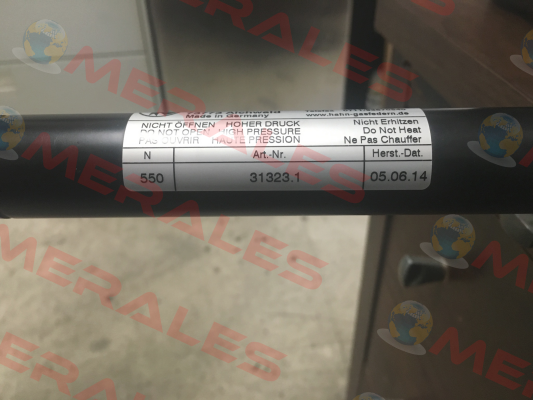 Made in Germany www.hahn-gasfedern.de
NICHT ÖFFNEN HOHER DRUCK Nicht Erhitzen
DO NOT OPEN HIGH PRESSURE Do Not Heat
PAS OUVRIR HAUTE PRESSION Ne Pas Chauffer
N Art.-Nr. Herst.-Dat.
550 31323.1 05.06.14
MERALES
MERALES
MERALES
MERALES